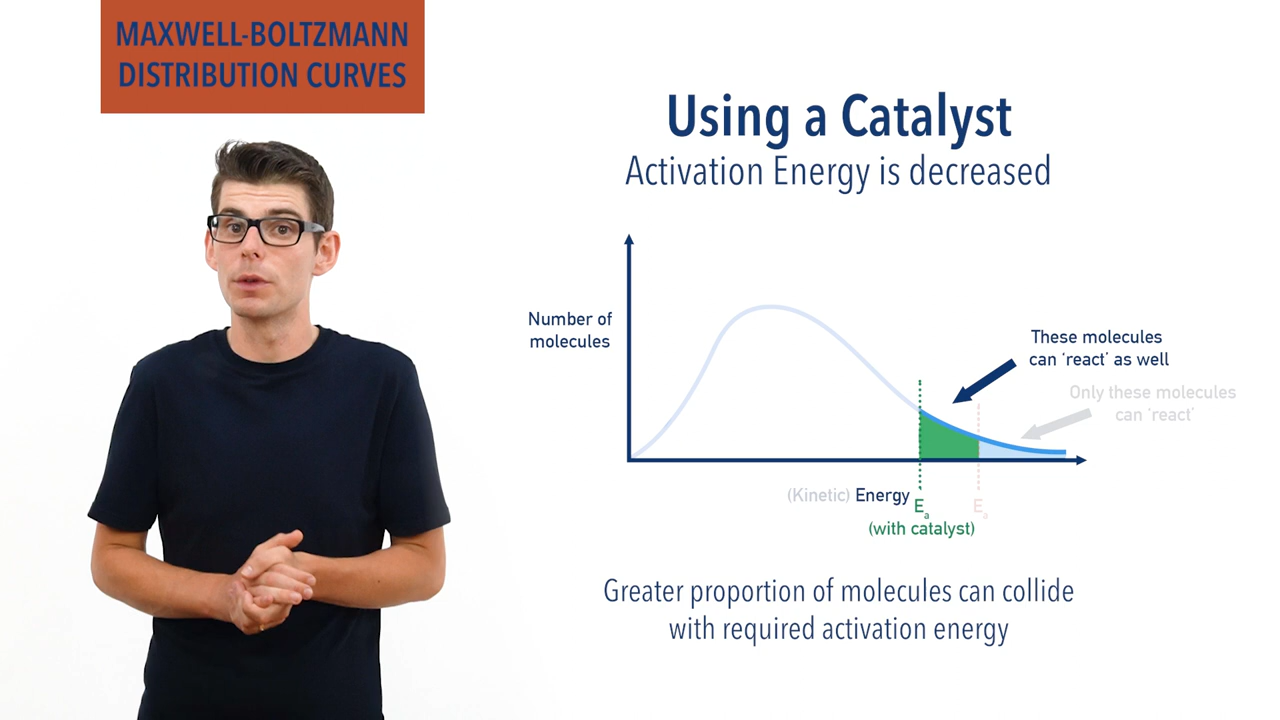 MAXWELL-BOLTZMANN
DISTRIBUTION CURVES
Using a Catalyst
Activation Energy is decreased
Number of
molecules
These molecules
can ‘react’ as well
Only these molecules
can ‘react’
(Kinetic) Energy
Ea
Ea
(with catalyst)
Greater proportion of molecules can collide
with required activation energy